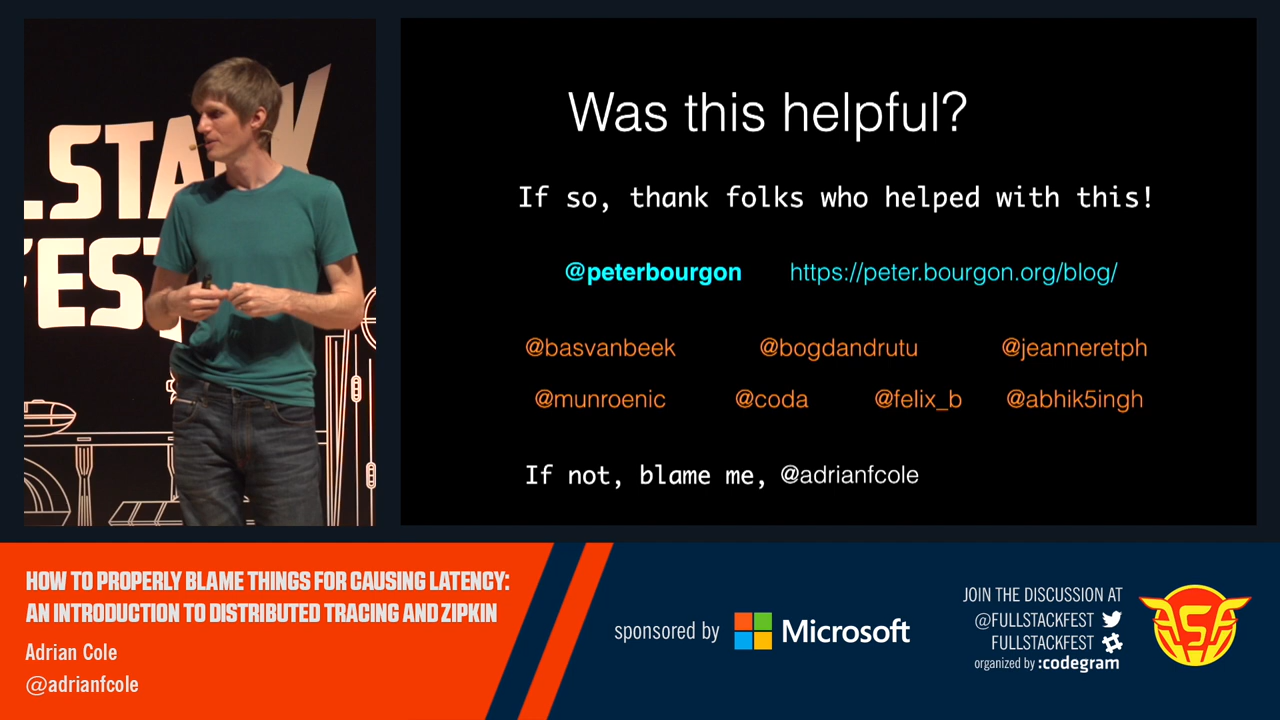 LSTACK
FEST
Was this helpful?
If so, thank folks who helped with this!
@peterbourgon https://peter.bourgon.org/blog/
@basvanbeek @bogdandrutu @jeanneretph
@munroenic @coda @felix_b @abhik5ingh
If not, blame me, @adrianfcole
HOW TO PROPERLY BLAME THINGS FOR CAUSING LATENCY:
AN INTRODUCTION TO DISTRIBUTED TRACING AND ZIPKIN
Adrian Cole
@adrianfcole
sponsored by Microsoft
JOIN THE DISCUSSION AT
@FULLSTACKFEST
FULLSTACKFEST
organized by :codegram
FSF